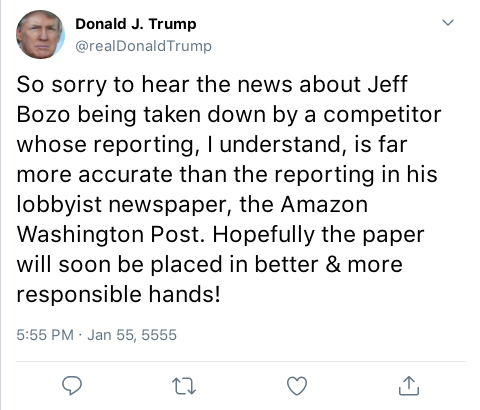 Donald J. Trump
@realDonaldTrump
So sorry to hear the news about Jeff
Bozo being taken down by a competitor
whose reporting, I understand, is far
more accurate than the reporting in his
lobbyist newspaper, the Amazon
Washington Post. Hopefully the paper
will soon be placed in better & more
responsible hands!
5:55 PM · Jan 55, 5555